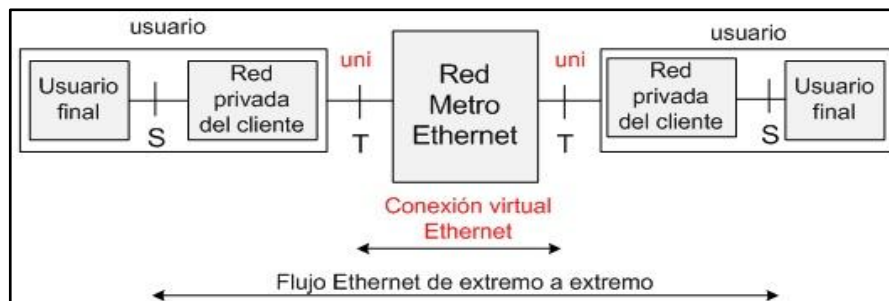 usuario
usuario
uni
uni
Usuario
final
Red
privada
del cliente
Red
Metro
Ethernet
Red
privada
del cliente
Usuario
final
S
T
T
S
Conexión virtual
Ethernet
Flujo Ethernet de extremo a extremo